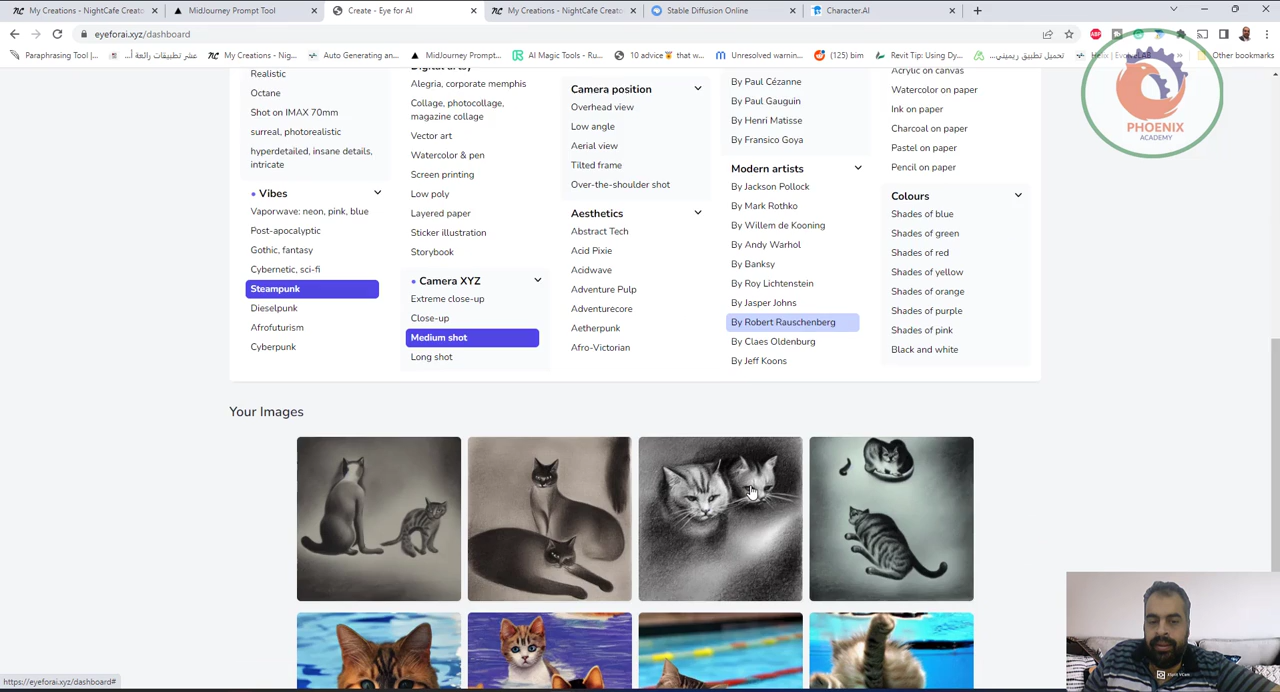 My Creations - NightCafe Creato
MidJourney Prompt Tool
Create - Eye for AI
My Creations - NightCafe Creato
Stable Diffusion Online
Character.AI
eyeforai.xyz/dashboard
Paraphrasing Tool |...
عشر تطبيقات رائعة أ...
My Creations - Nig...
Auto Generating an...
MidJourney Prompt...
AI Magic Tools - Ru...
10 advice that w...
Unresolved warnin...
(125) bim
Revit Tip: Using Dy...
تحميل تطبيق ريميني...
Other bookmarks
PHOENIX
ACADEMY
Realistic
Octane
Shot on IMAX 70mm
surreal, photorealistic
hyperdetailed, insane details,
intricate
Vibes
Vaporwave: neon, pink, blue
Post-apocalyptic
Gothic, fantasy
Cybernetic, sci-fi
Steampunk
Dieselpunk
Afrofuturism
Cyberpunk
Alegria, corporate memphis
Collage, photocollage,
magazine collage
Vector art
Watercolor & pen
Screen printing
Low poly
Layered paper
Sticker illustration
Storybook
Camera XYZ
Extreme close-up
Close-up
Medium shot
Long shot
Camera position
Overhead view
Low angle
Aerial view
Tilted frame
Over-the-shoulder shot
Aesthetics
Abstract Tech
Acid Pixie
Acidwave
Adventure Pulp
Adventurecore
Aetherpunk
Afro-Victorian
By Paul Cézanne
By Paul Gauguin
By Henri Matisse
By Fransico Goya
Modern artists
By Jackson Pollock
By Mark Rothko
By Willem de Kooning
By Andy Warhol
By Banksy
By Roy Lichtenstein
By Jasper Johns
By Robert Rauschenberg
By Claes Oldenburg
By Jeff Koons
Acrylic on canvas
Watercolor on paper
Ink on paper
Charcoal on paper
Pastel on paper
Pencil on paper
Colours
Shades of blue
Shades of green
Shades of red
Shades of yellow
Shades of orange
Shades of purple
Shades of pink
Black and white
Your Images
https://eyeforai.xyz/dashboard#